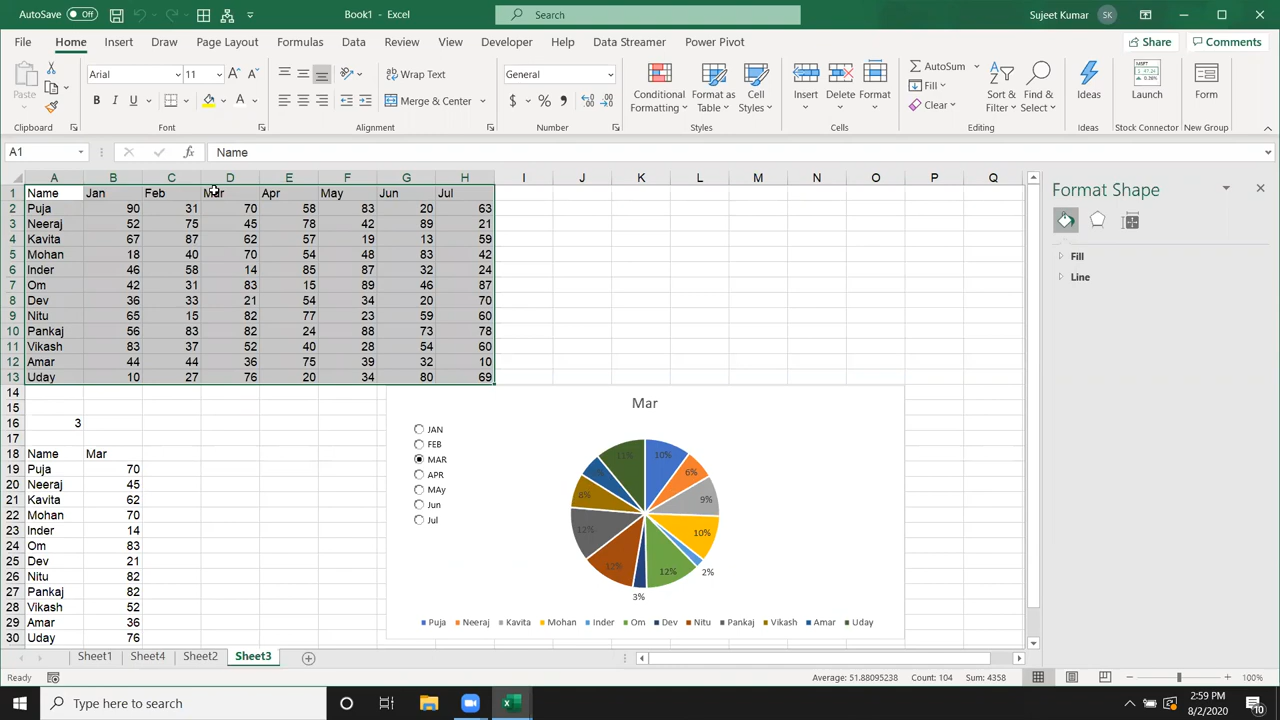 AutoSave Off Book1 - Excel Search Sujeet Kumar SK
File Home Insert Draw Page Layout Formulas Data Review View Developer Help Data Streamer Power Pivot Share Comments
Paste Arial 11 Wrap Text General Conditional Formatting Format as Table Cell Styles Insert Delete Format AutoSum Sort & Filter Find & Select Ideas Launch Form
B I U A Merge & Center $ % Fill Clear
Clipboard Font Alignment Number Styles Cells Editing Ideas Stock Connector New Group
A1 fx Name
A B C D E F G H I J K L M N O P Q
1 Name Jan Feb Mar Apr May Jun Jul
2 Puja 90 31 70 58 83 20 63
3 Neeraj 52 75 45 78 42 89 21
4 Kavita 67 87 62 57 19 13 59
5 Mohan 18 40 70 54 48 83 42
6 Inder 46 58 14 85 87 32 24
7 Om 42 31 83 15 89 46 87
8 Dev 36 33 21 54 34 20 70
9 Nitu 65 15 82 77 23 59 60
10 Pankaj 56 83 82 24 88 73 78
11 Vikash 83 37 52 40 28 54 60
12 Amar 44 44 36 75 39 32 10
13 Uday 10 27 76 20 34 80 69
14
15
16 3
17
18 Name Mar
19 Puja 70
20 Neeraj 45
21 Kavita 62
22 Mohan 70
23 Inder 14
24 Om 83
25 Dev 21
26 Nitu 82
27 Pankaj 82
28 Vikash 52
29 Amar 36
30 Uday 76
Mar
JAN
FEB
MAR
APR
MAy
Jun
Jul
10%
6%
9%
10%
2%
12%
3%
12%
8%
11%
Puja Neeraj Kavita Mohan Inder Om Dev Nitu Pankaj Vikash Amar Uday
Format Shape
Fill
Line
Sheet1 Sheet4 Sheet2 Sheet3
Ready Average: 51.88095238 Count: 104 Sum: 4358 100%
Type here to search 2:59 PM
8/2/2020 10